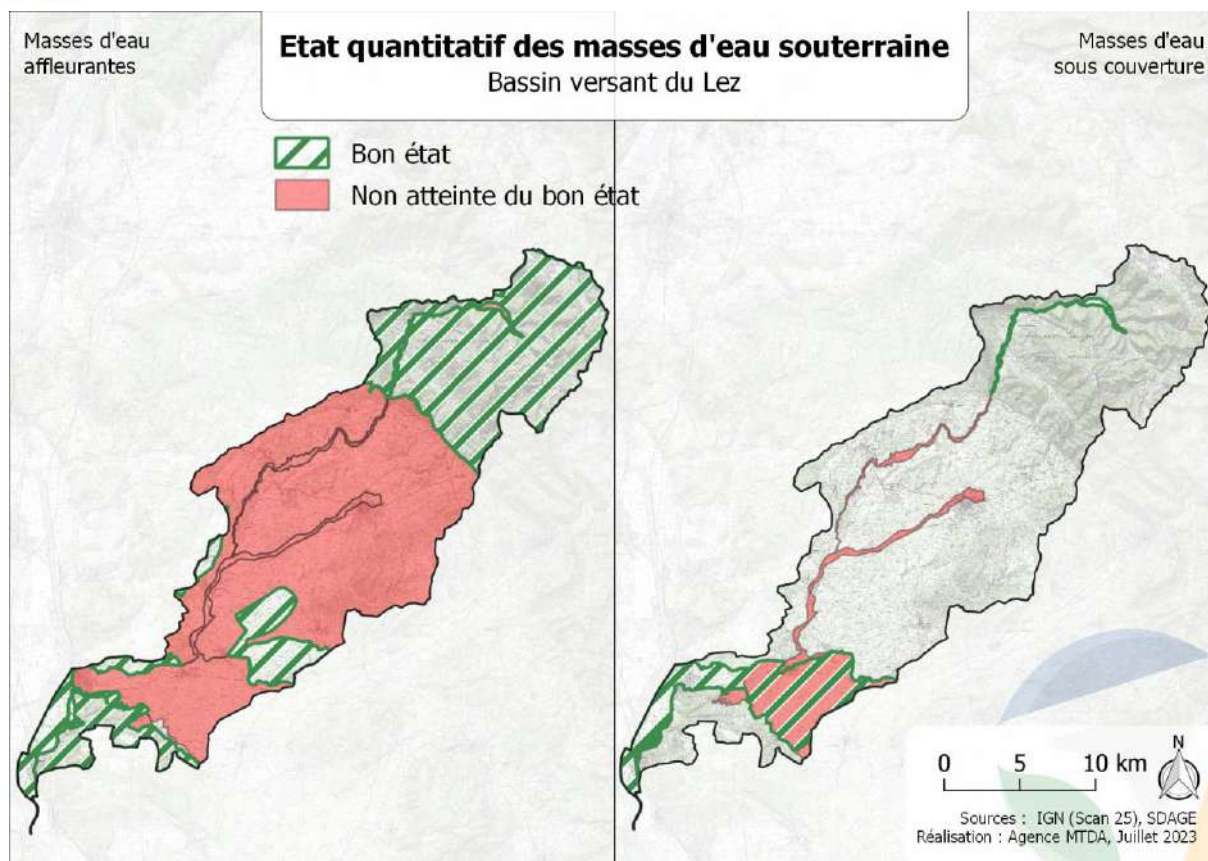 Masses d'eau
affleurantes
Etat quantitatif des masses d'eau souterraine
Bassin versant du Lez
Masses d'eau
sous couverture
Bon état
Non atteinte du bon état
0 5 10 km
N
Sources : IGN (Scan 25), SDAGE
Réalisation : Agence MTDA, Juillet 2023